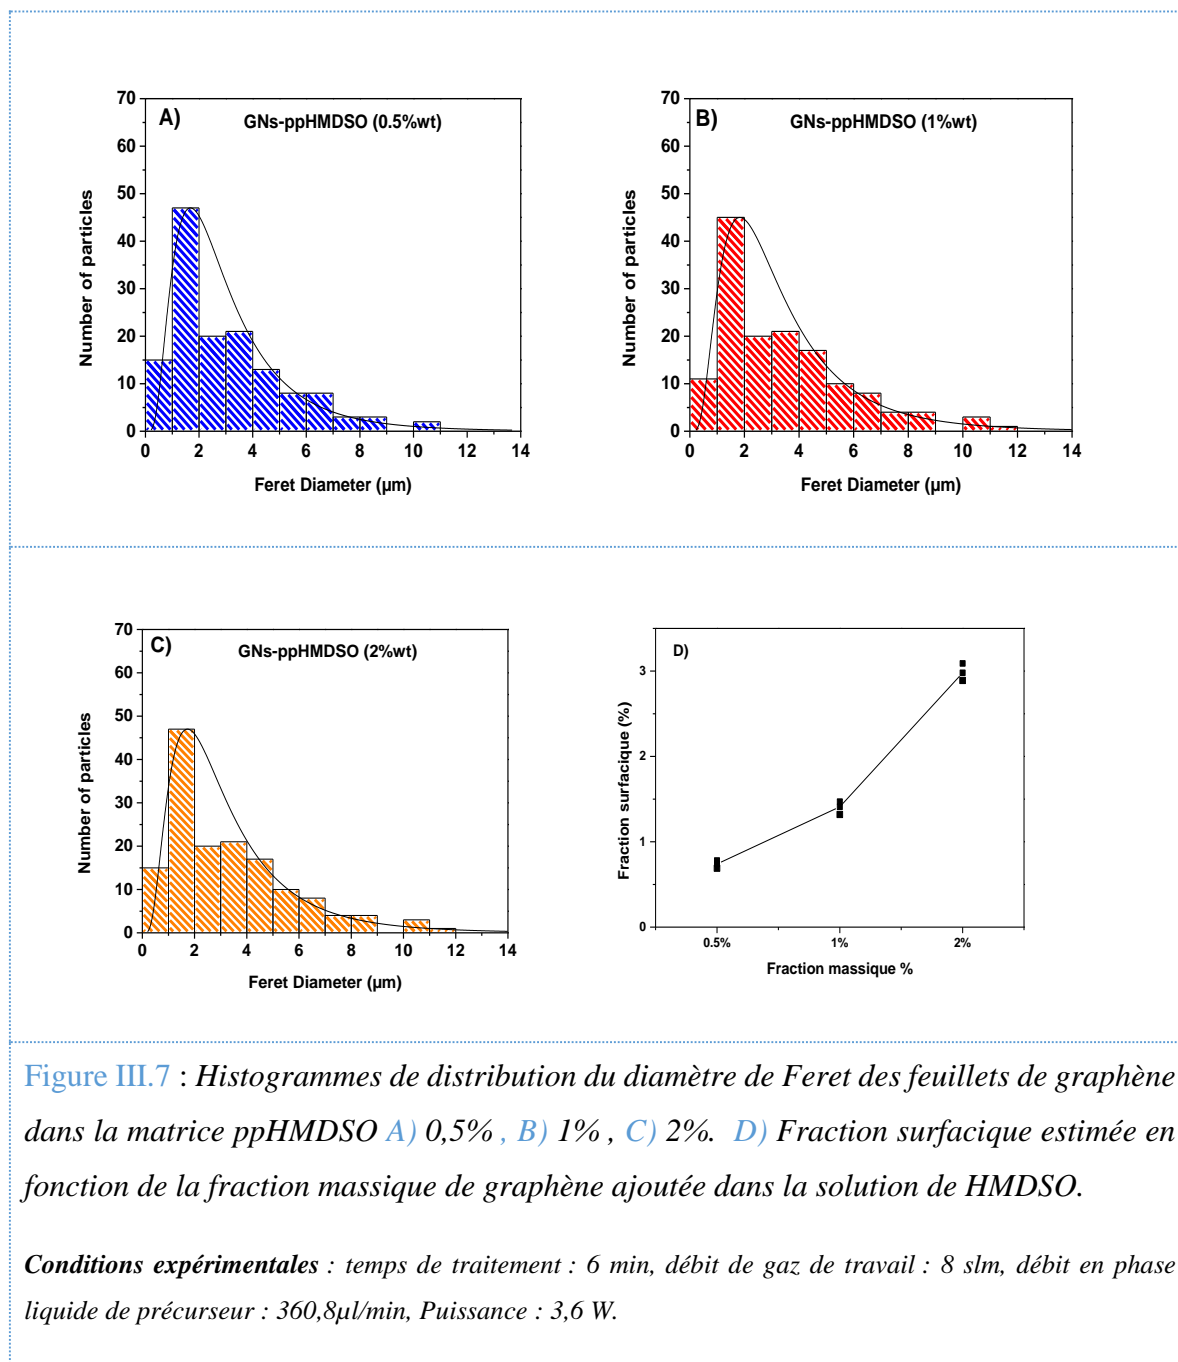 A)
GNs-ppHMDSO (0.5%wt)
70
60
50
40
30
20
10
0
Number of particles
0 2 4 6 8 10 12 14
Feret Diameter (µm)
B)
GNs-ppHMDSO (1%wt)
70
60
50
40
30
20
10
0
Number of particles
0 2 4 6 8 10 12 14
Feret Diameter (µm)
C)
GNs-ppHMDSO (2%wt)
70
60
50
40
30
20
10
0
Number of particles
0 2 4 6 8 10 12 14
Feret Diameter (µm)
D)
3
2
1
0
Fraction surfacique (%)
0.5% 1% 2%
Fraction massique %
Figure III.7 : Histogrammes de distribution du diamètre de Feret des feuillets de graphène
dans la matrice ppHMDSO A) 0,5% , B) 1% , C) 2%. D) Fraction surfacique estimée en
fonction de la fraction massique de graphène ajoutée dans la solution de HMDSO.
Conditions expérimentales : temps de traitement : 6 min, débit de gaz de travail : 8 slm, débit en phase
liquide de précurseur : 360,8µl/min, Puissance : 3,6 W.